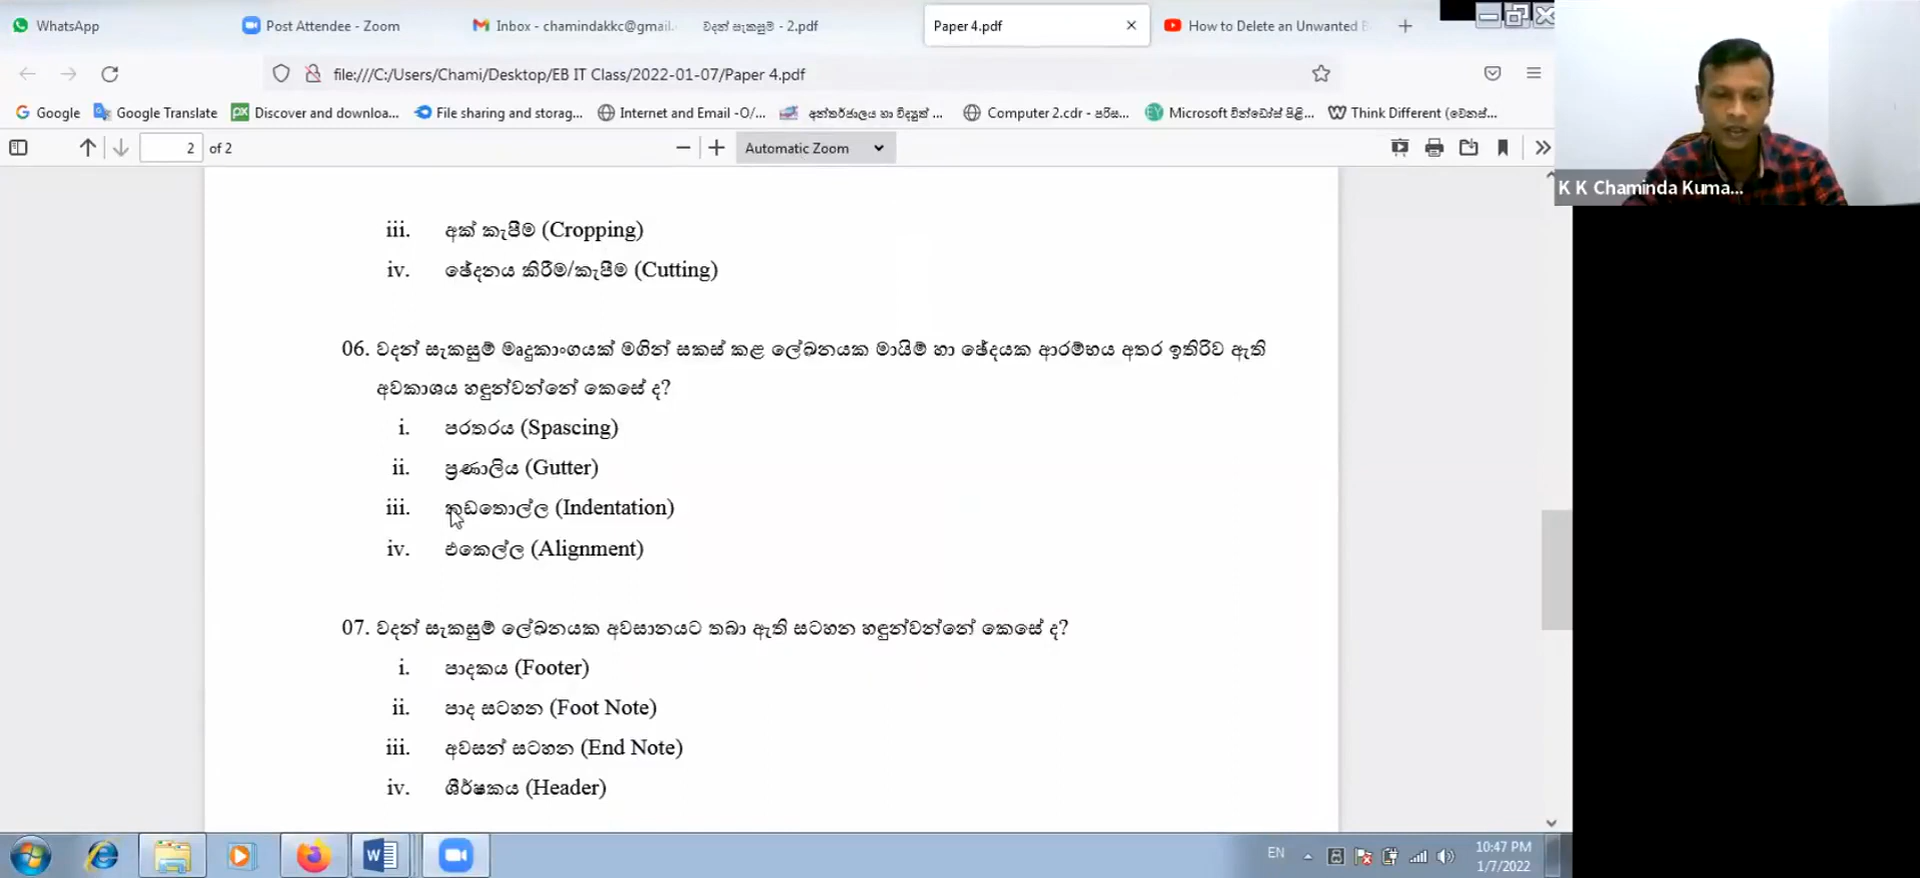 WhatsApp
Post Attendee - Zoom
Inbox - chamindakkc@gmail.
වදන් සැකසුම් - 2.pdf
Paper 4.pdf
How to Delete an Unwanted
file:///C:/Users/Chami/Desktop/EB IT Class/2022-01-07/Paper 4.pdf
Google
Google Translate
Discover and downloa...
File sharing and storag...
Internet and Email -O/...
අන්තර්ජාලය හා විද්‍යුත් ...
Computer 2.cdr - පරිස...
Microsoft වින්ඩෝස් පිළි...
Think Different (වෙනස්...
2 of 2
Automatic Zoom
K K Chaminda Kuma...
iii. අක් කැපීම (Cropping)
iv. ඡේදනය කිරීම/කැපීම (Cutting)
06. වදන් සැකසුම් මෘදුකාංගයක් මගින් සකස් කළ ලේඛනයක මායිම් හා ඡේදයක ආරම්භය අතර ඉතිරිව ඇති
අවකාශය හඳුන්වන්නේ කෙසේ ද?
i. පරතරය (Spascing)
ii. ප්‍රණාලිය (Gutter)
iii. කුඩතොල්ල (Indentation)
iv. එකෙල්ල (Alignment)
07. වදන් සැකසුම් ලේඛනයක අවසානයට තබා ඇති සටහන හඳුන්වන්නේ කෙසේ ද?
i. පාදකය (Footer)
ii. පාද සටහන (Foot Note)
iii. අවසන් සටහන (End Note)
iv. ශීර්ෂකය (Header)
EN
10:47 PM
1/7/2022